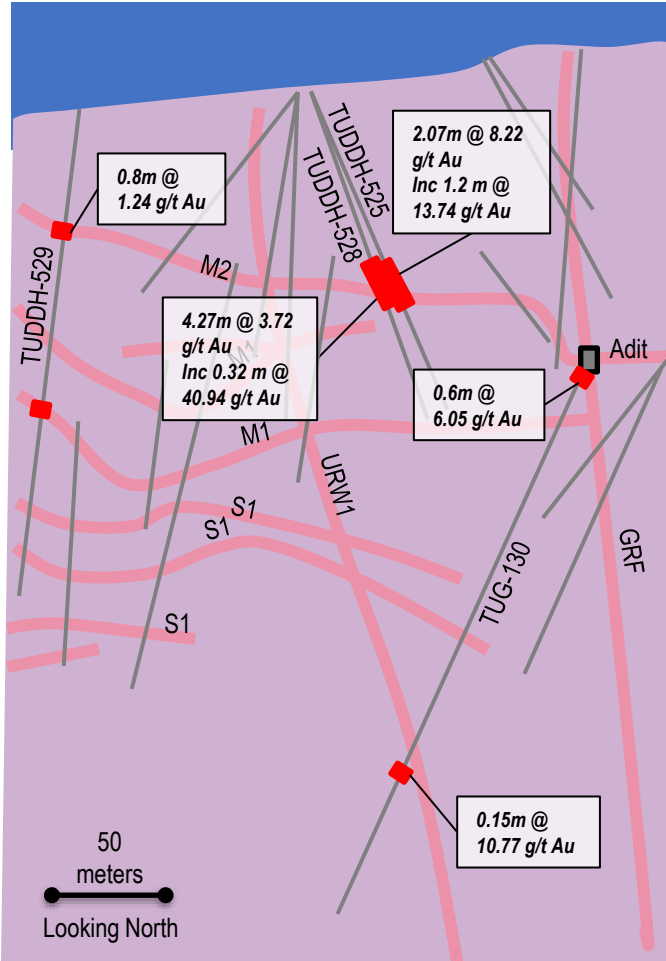 TUDDH-525
TUDDH-528
2.07m @ 8.22
g/t Au
Inc 1.2 m @
13.74 g/t Au
0.8m @
1.24 g/t Au
TUDDH-529
M2
4.27m @ 3.72
g/t Au
Inc 0.32 m @
40.94 g/t Au
M1
Adit
0.6m @
6.05 g/t Au
M1
URW1
S1
S1
GRF
TUG-130
S1
0.15m @
10.77 g/t Au
50
meters
Looking North